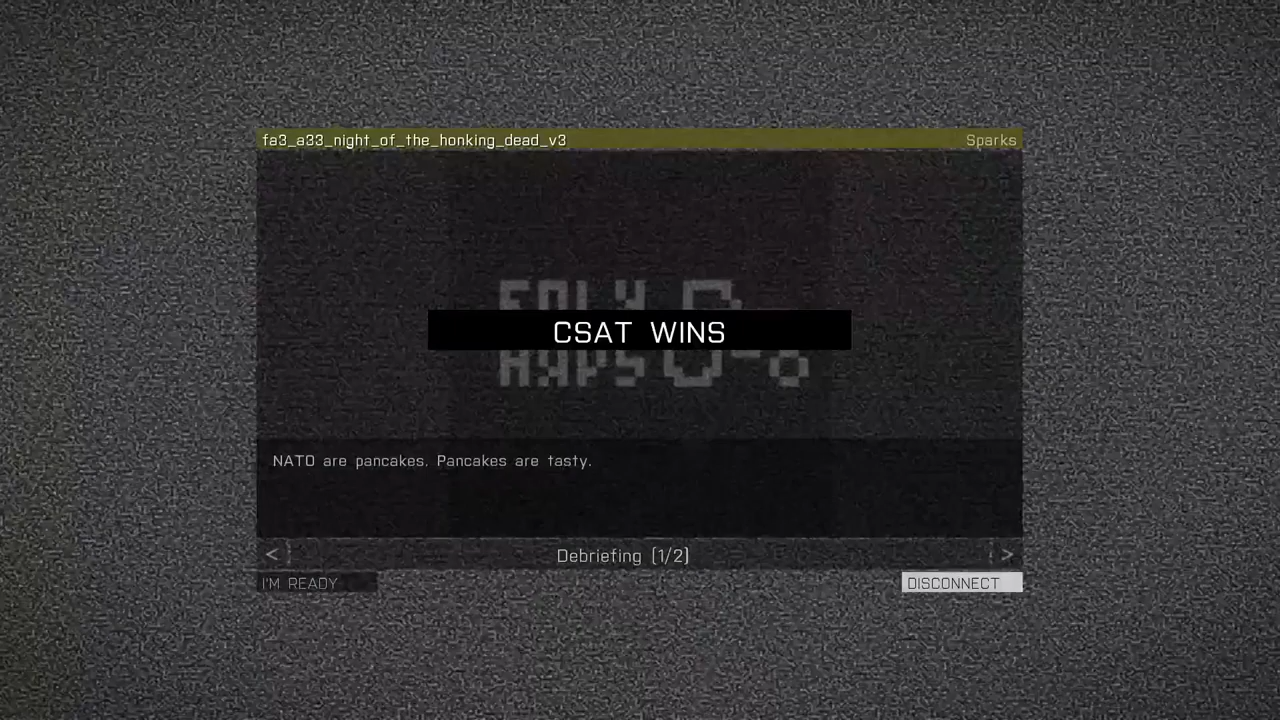 fa3_a33_night_of_the_honking_dead_v3
Sparks
CSAT WINS
NATO are pancakes. Pancakes are tasty.
< Debriefing (1/2) >
I'M READY
DISCONNECT